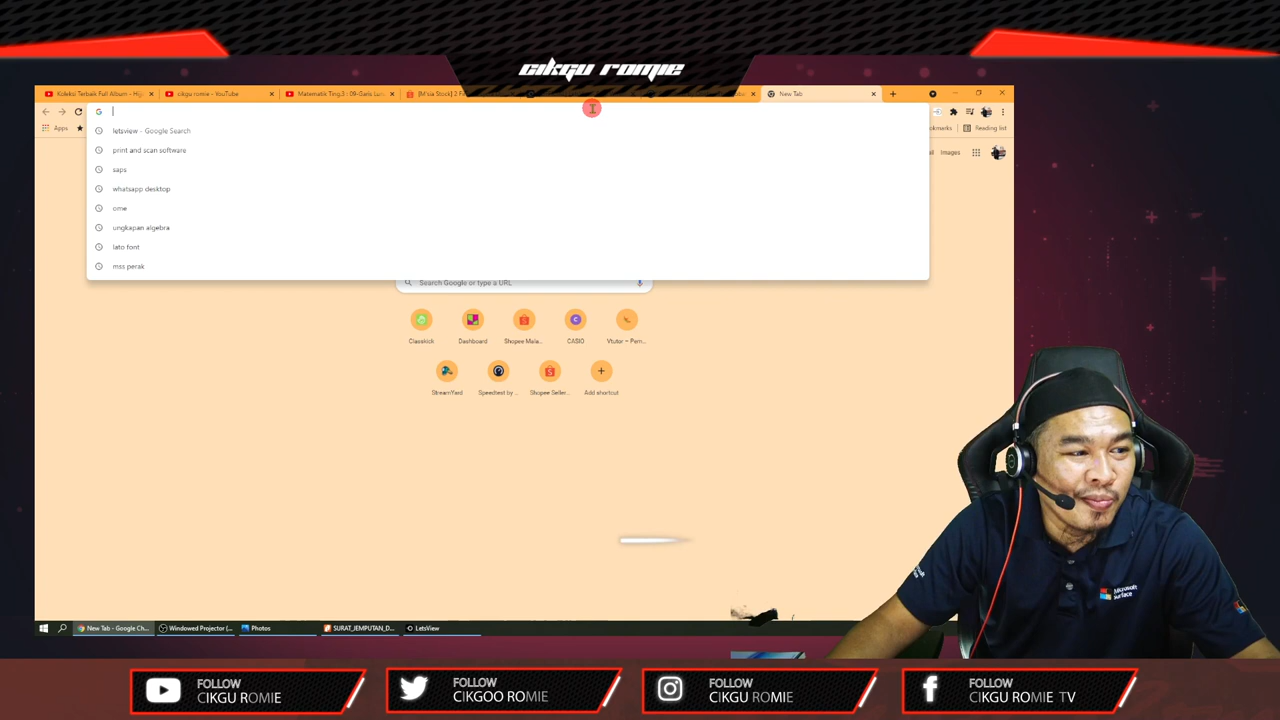 CIKGU ROMIE
Koleksi Terbaik Full Album - Hij
cikgu romie - YouTube
Matematik Ting.3 : 09-Garis Lur
New Tab
Apps
Reading list
letsview - Google Search
print and scan software
saps
whatsapp desktop
ome
ungkapan algebra
lato font
mss perak
Images
Search Google or type a URL
Classkick
Dashboard
Shopee Mala...
CASIO
Vtutor – Pem...
StreamYard
Speedtest by ...
Shopee Seller...
Add shortcut
Microsoft
Surface
New Tab - Google Ch...
Windowed Projector (...
Photos
SURAT_JEMPUTAN_D...
LetsView
FOLLOW
CIKGU ROMIE
FOLLOW
CIKGOO ROMIE
FOLLOW
CIKGU ROMIE
FOLLOW
CIKGU ROMIE TV